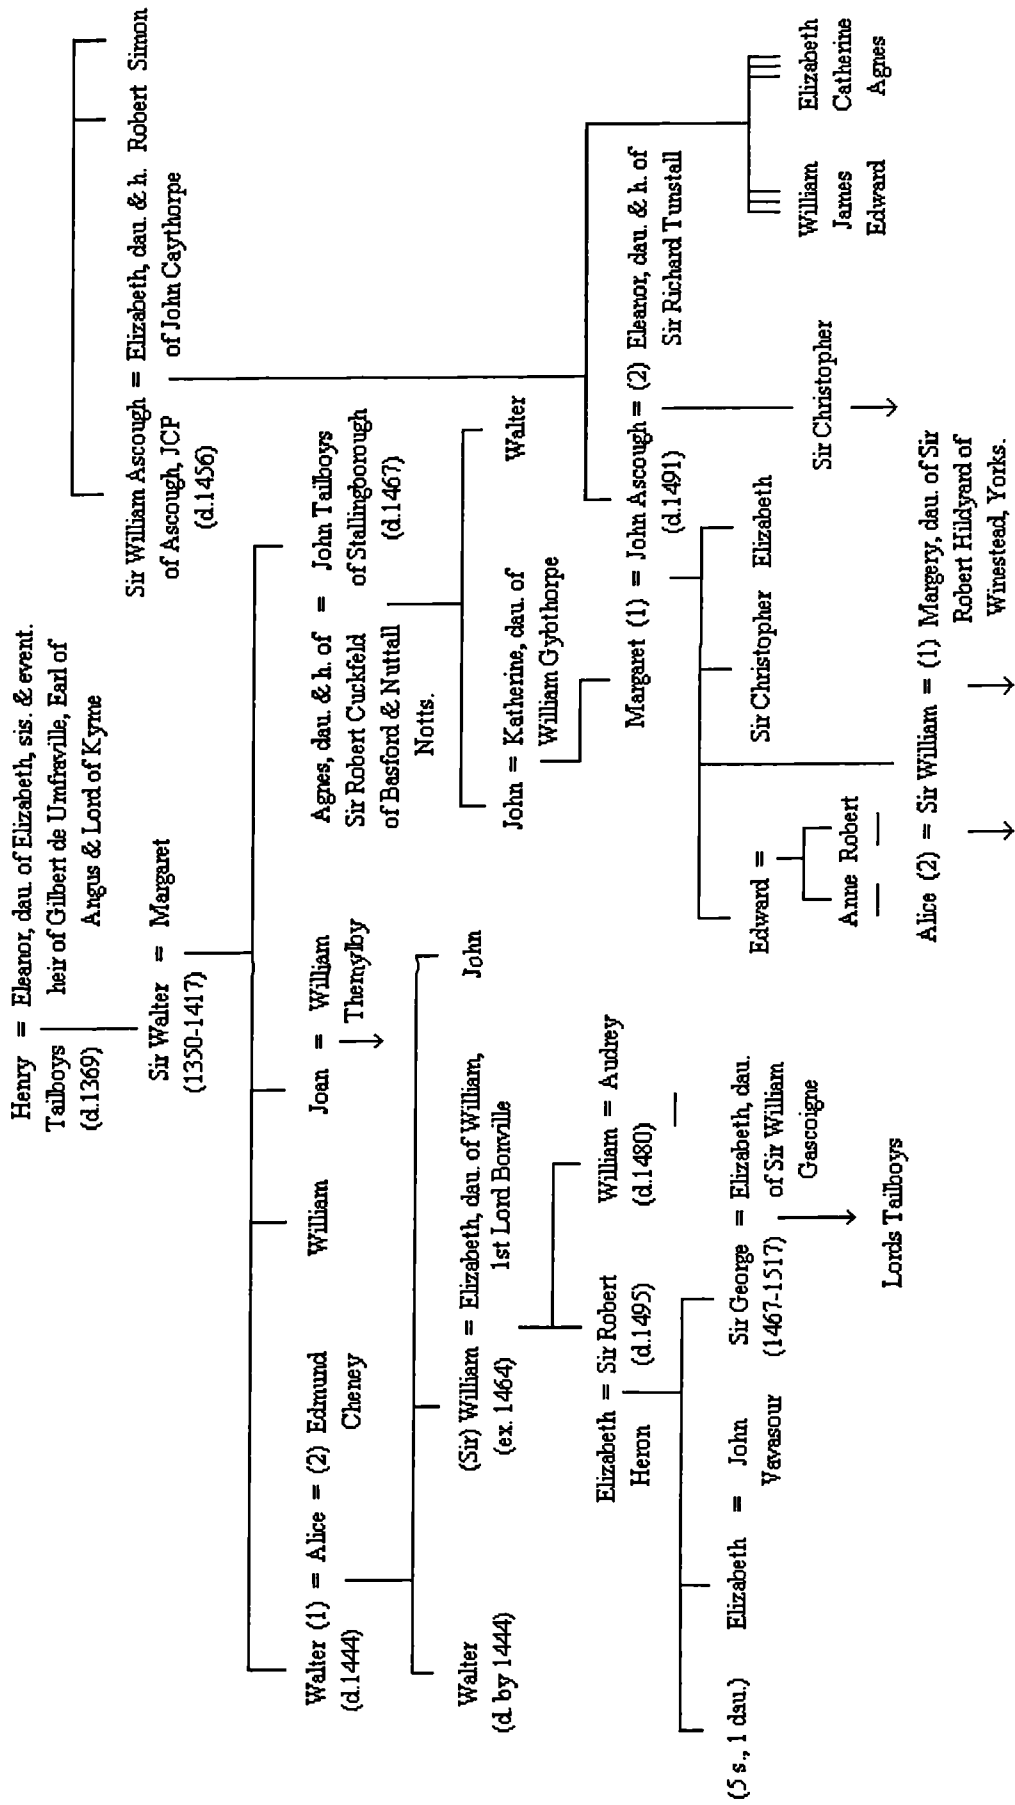 Henry = Eleanor, dau. of Elizabeth, sis. & event.
Tailboys heir of Gilbert de Umfraville, Earl of
(d.1369) Angus & Lord of Kyme
Sir Walter = Margaret
(1350-1417)
Sir William Ascough = Elizabeth, dau. & h. Robert Simon
of Ascough, JCP of John Caythorpe
(d.1456)
Walter (1) = Alice = (2) Edmund
(d.1444) Cheney
William
Joan = William
Themylby
Agnes, dau. & h. of = John Tailboys
Sir Robert Cuckfeld of Stallingborough
of Basford & Nuttall (d.1467)
Notts.
Walter
(d. by 1444)
(Sir) William = Elizabeth, dau. of William,
(ex. 1464) 1st Lord Bonville
John
John = Katherine, dau. of
William Gybthorpe
Walter
Elizabeth = Sir Robert
Heron (d.1495)
William = Audrey
(d.1480)
Margaret (1) = John Ascough = (2) Eleanor, dau. & h. of
(d.1491) Sir Richard Tunstall
(5 s., 1 dau.)
Elizabeth = John
Vavasour
Sir George = Elizabeth, dau.
(1467-1517) of Sir William
Gascoigne
Edward =
Sir Christopher Elizabeth
Sir Christopher
William Elizabeth
James Catherine
Edward Agnes
Anne Robert
Lords Tailboys
Alice (2) = Sir William = (1) Margery, dau. of Sir
Robert Hildyard of
Winestead, Yorks.